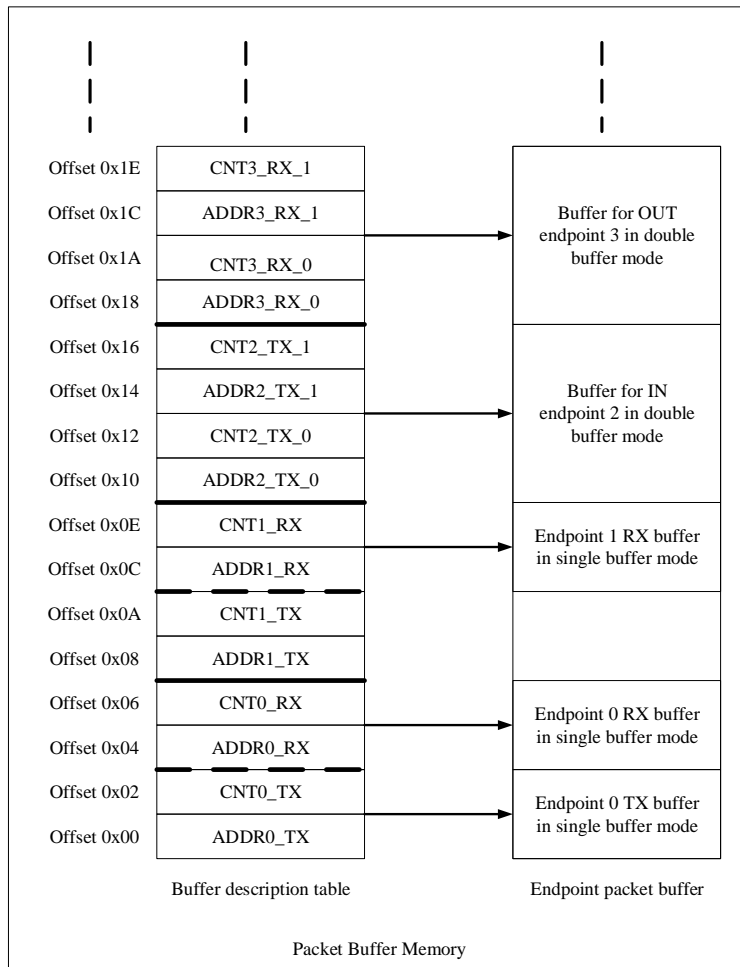 Offset 0x1E CNT3_RX_1
Offset 0x1C ADDR3_RX_1
Offset 0x1A CNT3_RX_0
Offset 0x18 ADDR3_RX_0
Buffer for OUT
endpoint 3 in double
buffer mode
Offset 0x16 CNT2_TX_1
Offset 0x14 ADDR2_TX_1
Offset 0x12 CNT2_TX_0
Offset 0x10 ADDR2_TX_0
Buffer for IN
endpoint 2 in double
buffer mode
Offset 0x0E CNT1_RX
Offset 0x0C ADDR1_RX
Endpoint 1 RX buffer
in single buffer mode
Offset 0x0A CNT1_TX
Offset 0x08 ADDR1_TX
Offset 0x06 CNT0_RX
Offset 0x04 ADDR0_RX
Endpoint 0 RX buffer
in single buffer mode
Offset 0x02 CNT0_TX
Offset 0x00 ADDR0_TX
Endpoint 0 TX buffer
in single buffer mode
Buffer description table
Endpoint packet buffer
Packet Buffer Memory